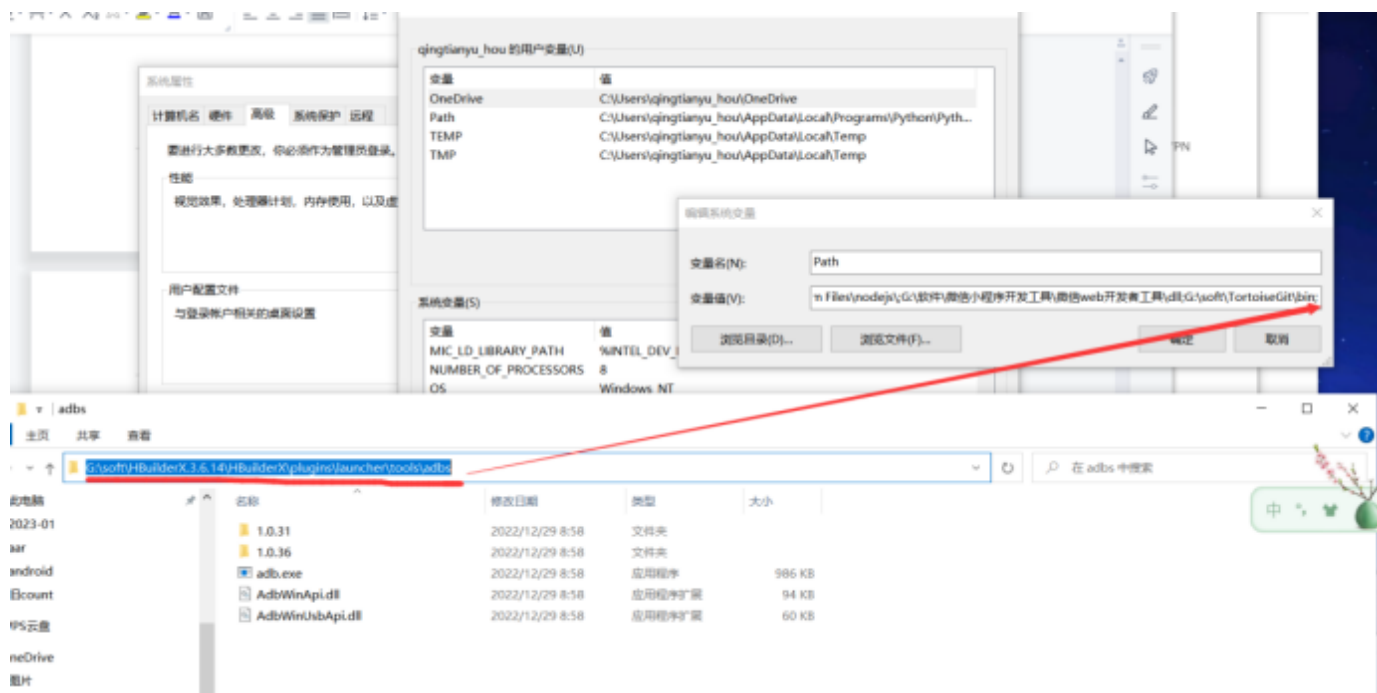 qingtianyu_hou 的用户变量(U)
变量 值
OneDrive C:\Users\qingtianyu_hou\OneDrive
Path C:\Users\qingtianyu_hou\AppData\Local\Programs\Python\Pyth...
TEMP C:\Users\qingtianyu_hou\AppData\Local\Temp
TMP C:\Users\qingtianyu_hou\AppData\Local\Temp
系统属性
计算机名 硬件 高级 系统保护 远程
要进行大多数更改，你必须作为管理员登录。
性能
视觉效果，处理器计划，内存使用，以及虚
用户配置文件
与登录帐户相关的桌面设置
PN
编辑系统变量
变量名(N): Path
变量值(V): n Files\nodejs\;G:\软件\微信小程序开发工具\微信web开发者工具\dll;G:\soft\TortoiseGit\bin;
浏览目录(D)... 浏览文件(F)... 确定 取消
系统变量(S)
变量 值
MIC_LD_LIBRARY_PATH %INTEL_DEV_
NUMBER_OF_PROCESSORS 8
OS Windows_NT
adbs
主页 共享 查看
G:\soft\HBuilderX.3.6.14\HBuilderX\plugins\launcher\tools\adbs
在 adbs 中搜索
名称 修改日期 类型 大小
1.0.31 2022/12/29 8:58 文件夹
1.0.36 2022/12/29 8:58 文件夹
adb.exe 2022/12/29 8:58 应用程序 986 KB
AdbWinApi.dll 2022/12/29 8:58 应用程序扩展 94 KB
AdbWinUsbApi.dll 2022/12/29 8:58 应用程序扩展 60 KB
此电脑
2023-01
aar
android
旧count
WPS云盘
OneDrive
图片
中